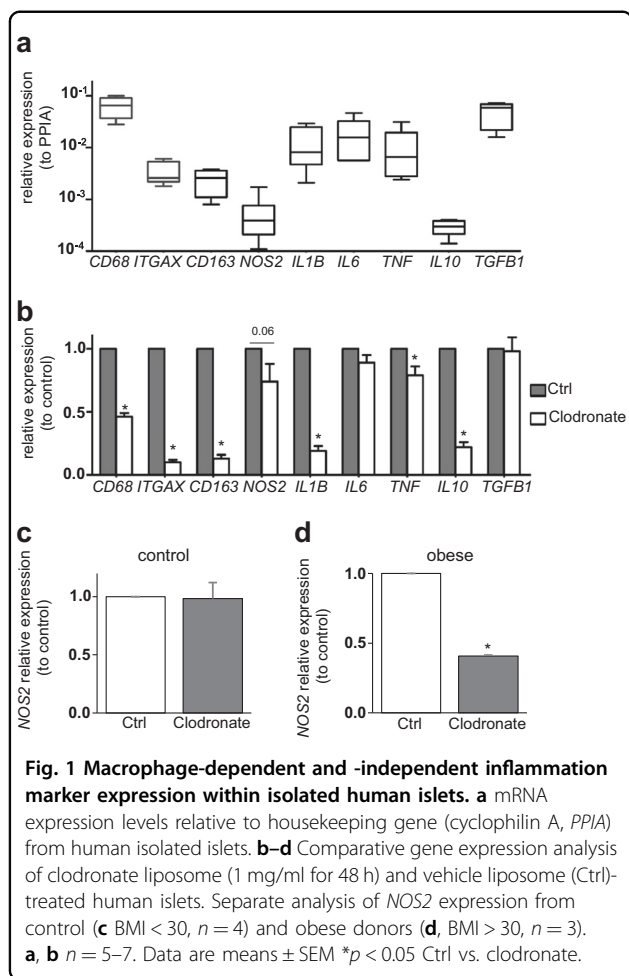 a
relative expression
(to PPIA)
10-1
10-2
10-3
10-4
CD68 ITGAX CD163 NOS2 IL1B IL6 TNF IL10 TGFB1
b
relative expression
(to control)
1.0
0.5
0.0
0.06
* * * * * *
Ctrl
Clodronate
CD68 ITGAX CD163 NOS2 IL1B IL6 TNF IL10 TGFB1
c
control
NOS2 relative expression
(to control)
1.0
0.5
0.0
Ctrl Clodronate
d
obese
NOS2 relative expression
(to control)
1.0
0.5
0.0
*
Ctrl Clodronate
Fig. 1 Macrophage-dependent and -independent inflammation
marker expression within isolated human islets. a mRNA
expression levels relative to housekeeping gene (cyclophilin A, PPIA)
from human isolated islets. b–d Comparative gene expression analysis
of clodronate liposome (1 mg/ml for 48 h) and vehicle liposome (Ctrl)-
treated human islets. Separate analysis of NOS2 expression from
control (c BMI < 30, n = 4) and obese donors (d, BMI > 30, n = 3).
a, b n = 5–7. Data are means ± SEM *p < 0.05 Ctrl vs. clodronate.